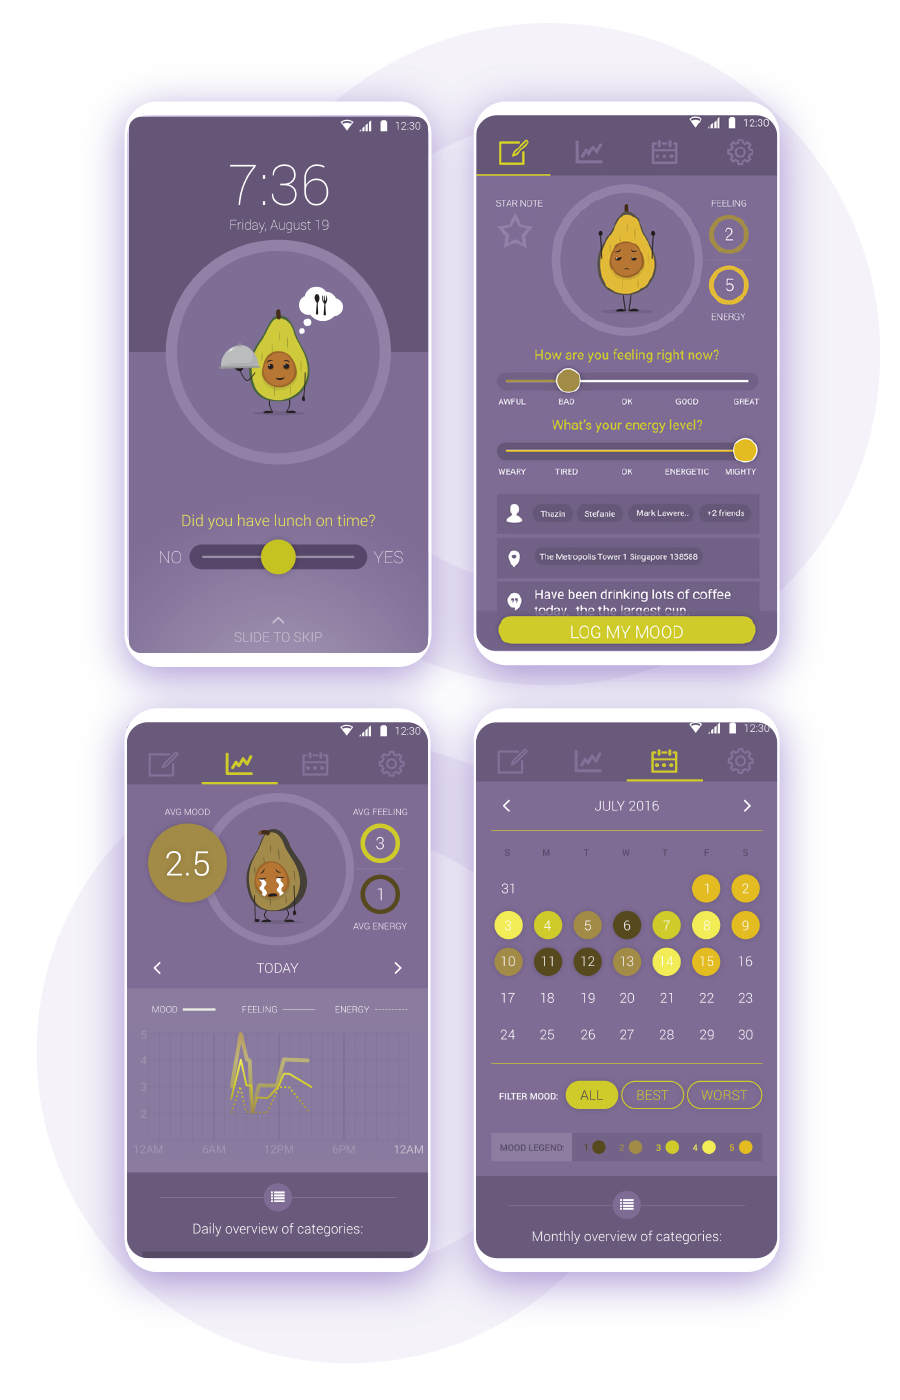 12:30
7:36
Friday, August 19
Did you have lunch on time?
NO YES
SLIDE TO SKIP
12:30
STAR NOTE FEELING
2
5
ENERGY
How are you feeling right now?
AWFUL BAD OK GOOD GREAT
What's your energy level?
WEARY TIRED OK ENERGETIC MIGHTY
Thazin Stefanie Mark Lawere.. +2 friends
The Metropolis Tower 1 Singapore 138588
Have been drinking lots of coffee
today.. the the largest cup.
LOG MY MOOD
12:30
AVG MOOD AVG FEELING
2.5 3
1
AVG ENERGY
TODAY
MOOD FEELING ENERGY
5
4
3
2
12AM 6AM 12PM 6PM 12AM
Daily overview of categories:
12:30
JULY 2016
S M T W T F S
31 1 2
3 4 5 6 7 8 9
10 11 12 13 14 15 16
17 18 19 20 21 22 23
24 25 26 27 28 29 30
FILTER MOOD: ALL BEST WORST
MOOD LEGEND: 1 2 3 4 5
Monthly overview of categories: